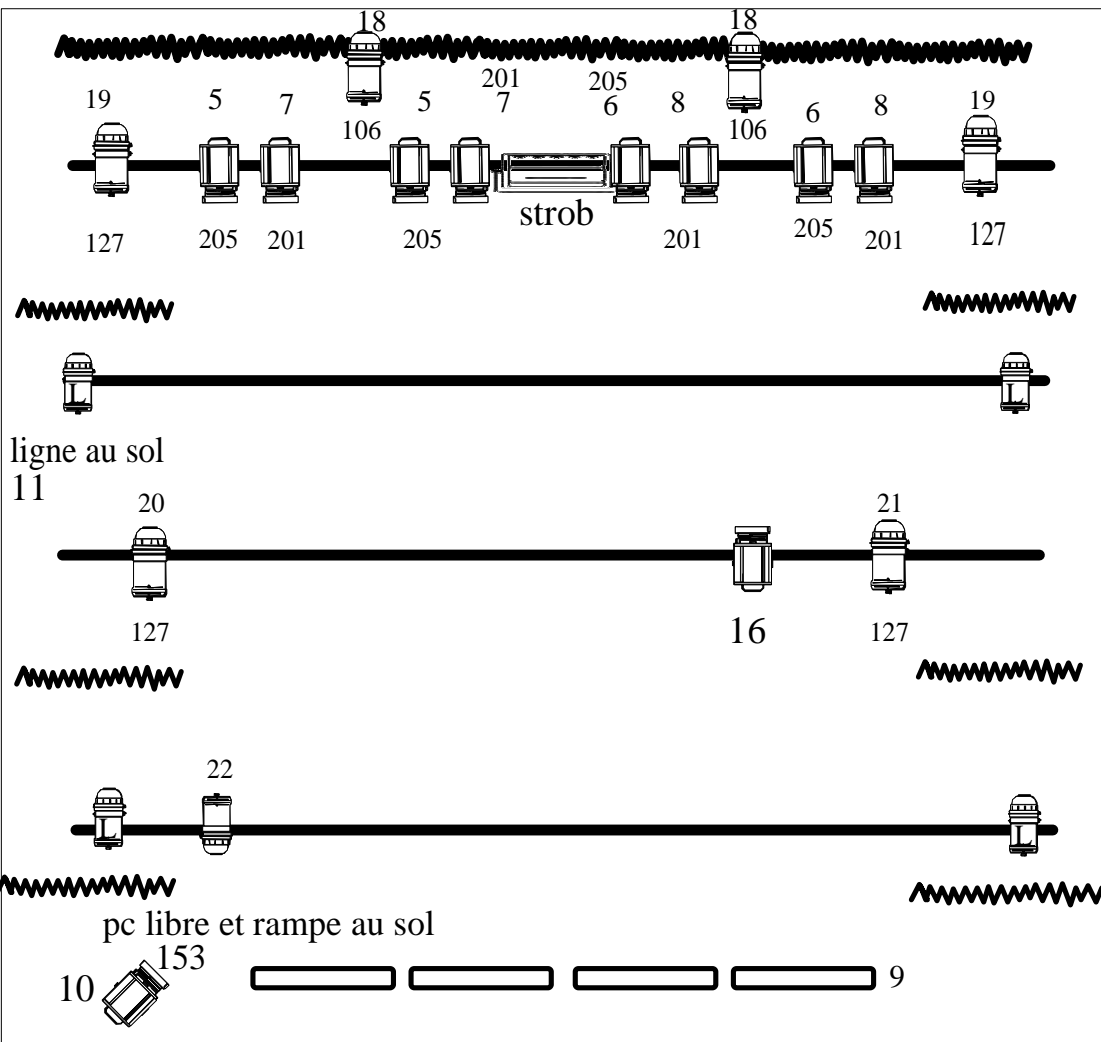 18 18
201 205
19 5 7 5 7 6 8 6 8 19
106 106
strob
127 205 201 205 201 205 201 127
L L
ligne au sol
11
20 21
127 16 127
22
L L
pc libre et rampe au sol
153
10 9